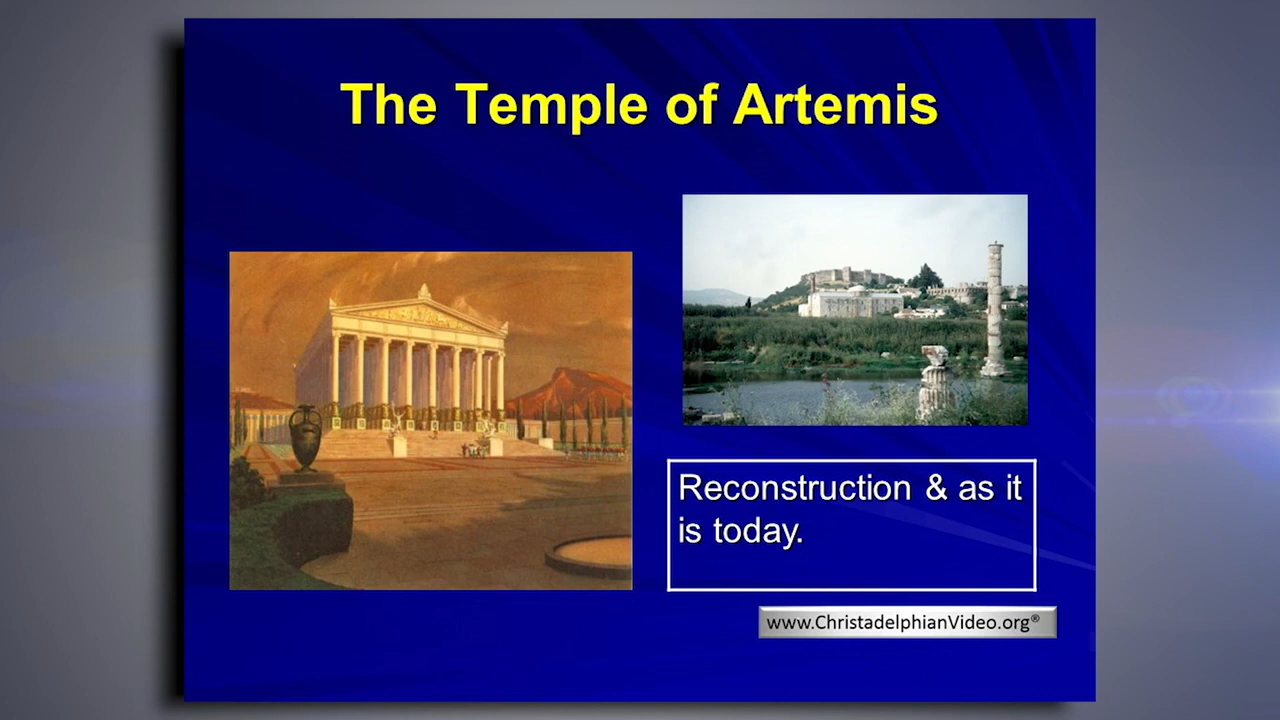 The Temple of Artemis
Reconstruction & as it
is today.
www.ChristadelphianVideo.org®